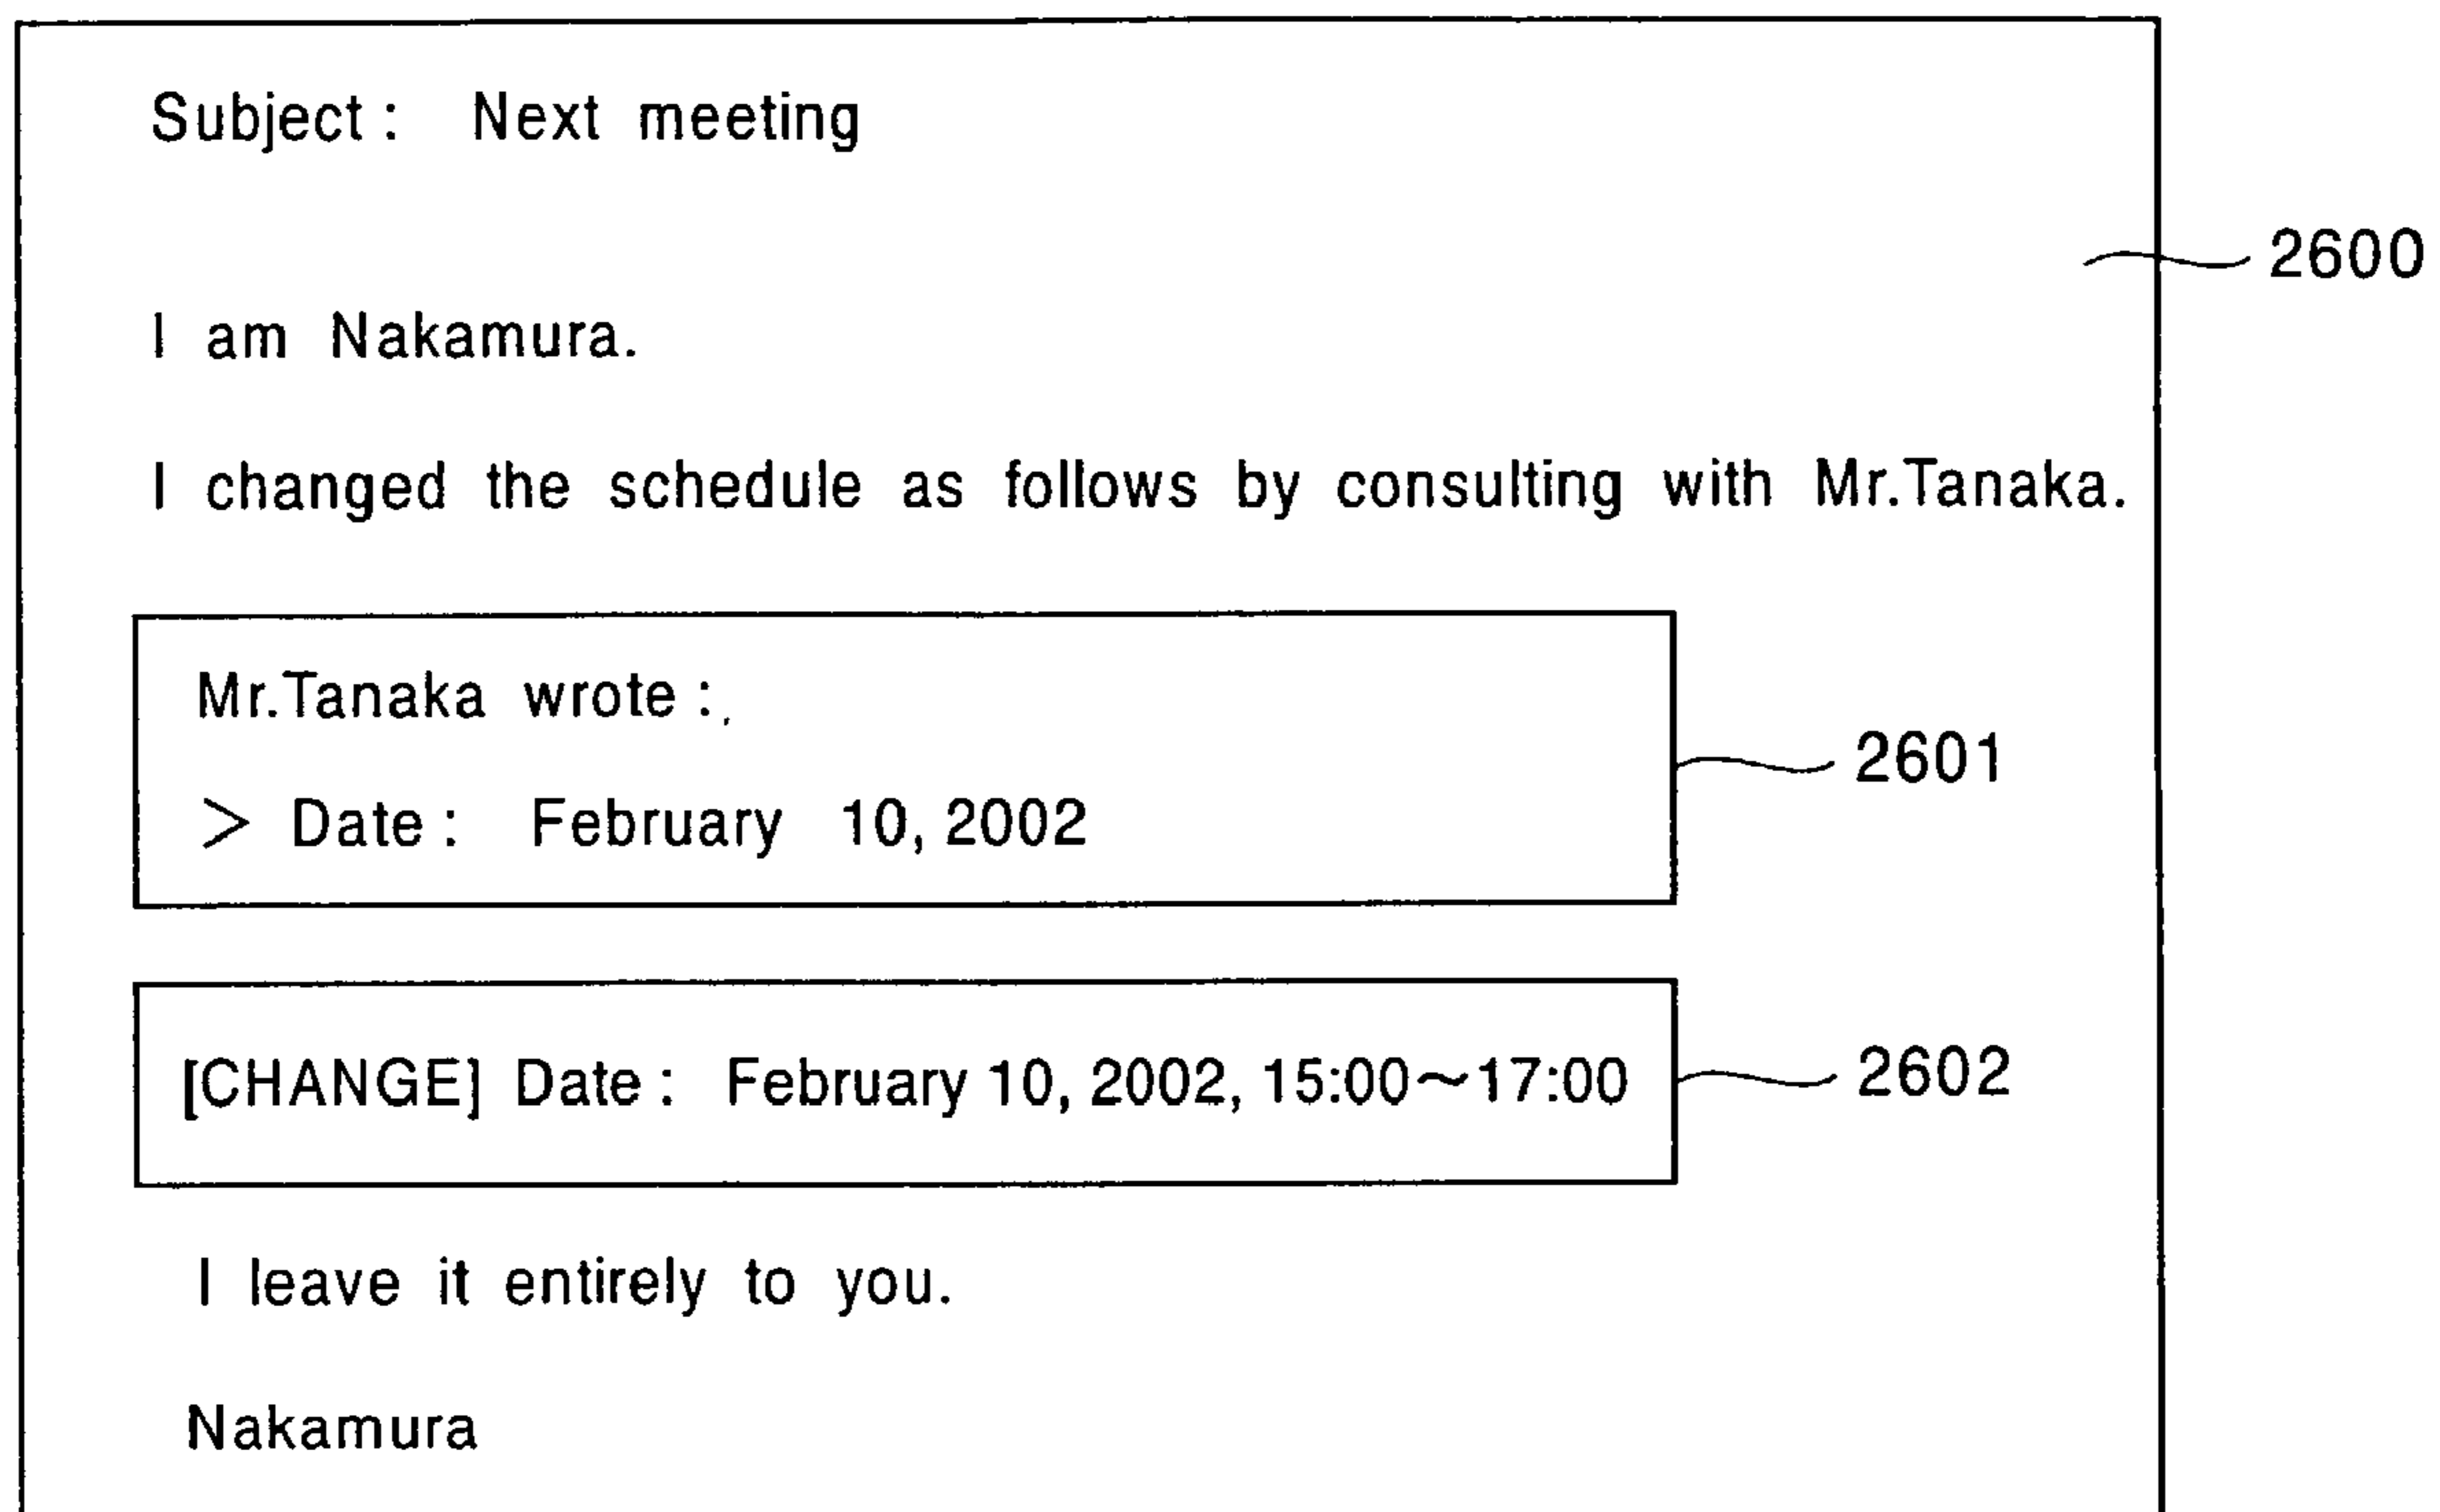 Subject : Next meeting
2600
I am Nakamura.
I changed the schedule as follows by consulting with Mr.Tanaka.
Mr.Tanaka wrote :
2601
> Date : February 10, 2002
[CHANGE] Date : February 10, 2002, 15:00～17:00
2602
I leave it entirely to you.
Nakamura